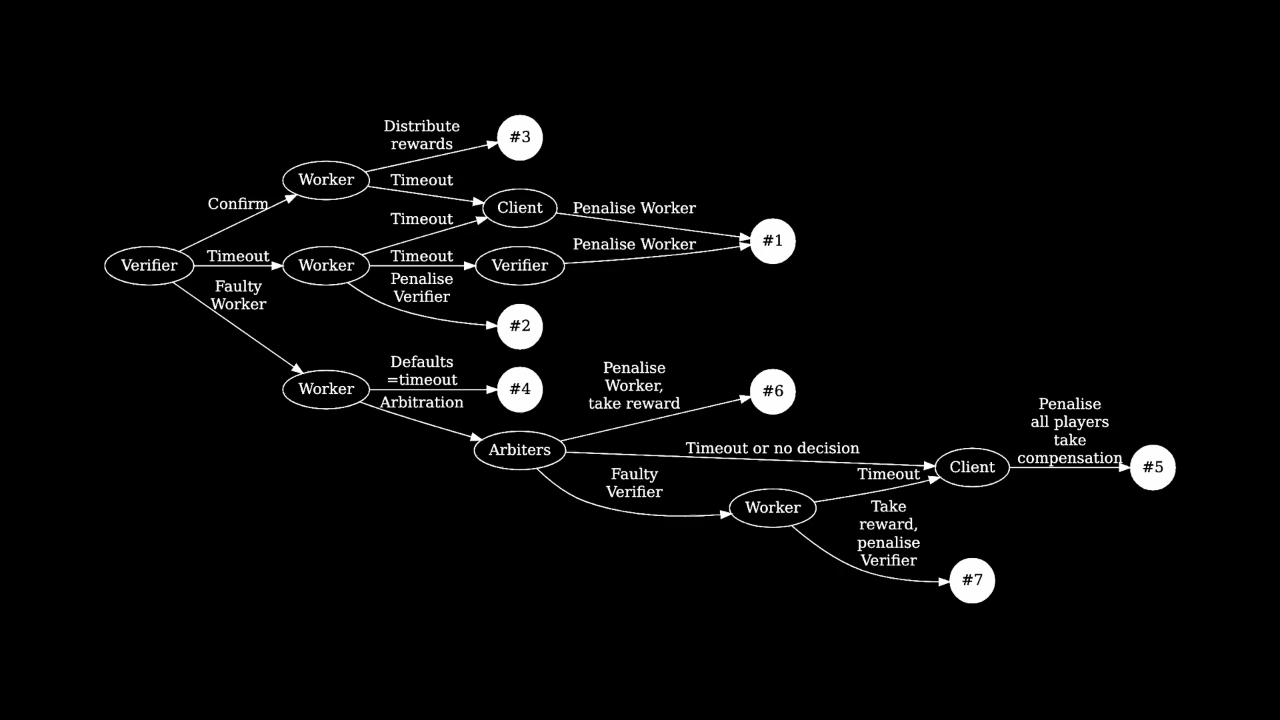 Distribute
rewards
#3
Worker
Timeout
Confirm
Client
Penalise Worker
Timeout
#1
Penalise Worker
Verifier
Timeout
Worker
Timeout
Verifier
Faulty
Worker
Penalise
Verifier
#2
Defaults
=timeout
Worker
#4
Arbitration
Penalise
Worker,
take reward
#6
Arbiters
Timeout or no decision
Client
Penalise
all players
take
compensation
#5
Timeout
Faulty
Verifier
Worker
Take
reward,
penalise
Verifier
#7